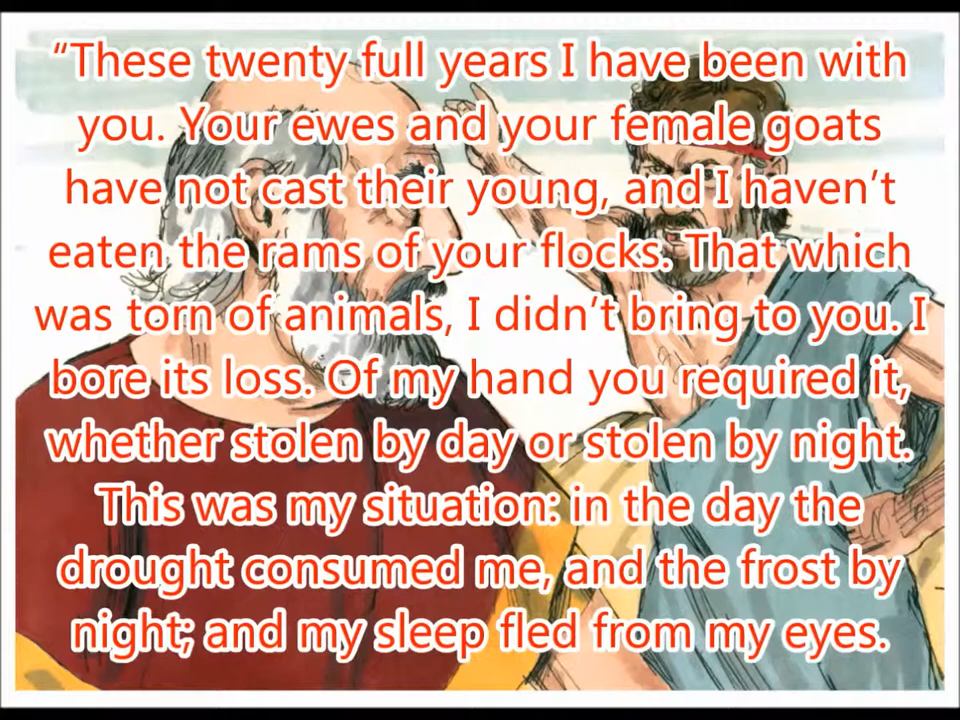 “These twenty full years I have been with
you. Your ewes and your female goats
have not cast their young, and I haven’t
eaten the rams of your flocks. That which
was torn of animals, I didn’t bring to you. I
bore its loss. Of my hand you required it,
whether stolen by day or stolen by night.
This was my situation: in the day the
drought consumed me, and the frost by
night; and my sleep fled from my eyes.